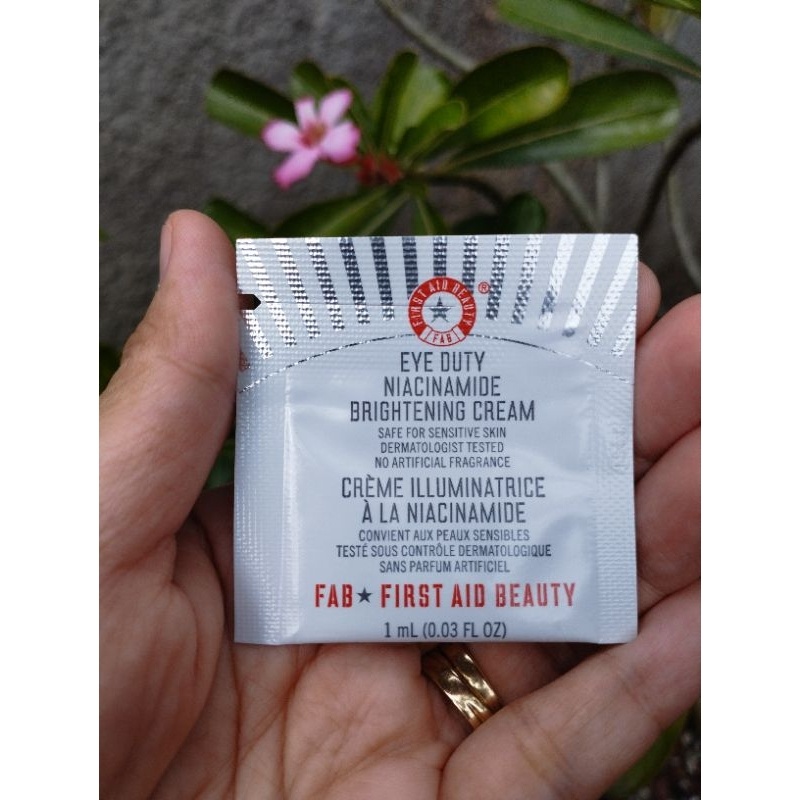 FIRST AID BEAUTY
FAB
®
EYE DUTY
NIACINAMIDE
BRIGHTENING CREAM
SAFE FOR SENSITIVE SKIN
DERMATOLOGIST TESTED
NO ARTIFICIAL FRAGRANCE
CRÈME ILLUMINATRICE
À LA NIACINAMIDE
CONVIENT AUX PEAUX SENSIBLES
TESTÉ SOUS CONTRÔLE DERMATOLOGIQUE
SANS PARFUM ARTIFICIEL
FAB★FIRST AID BEAUTY
1 mL (0.03 FL OZ)